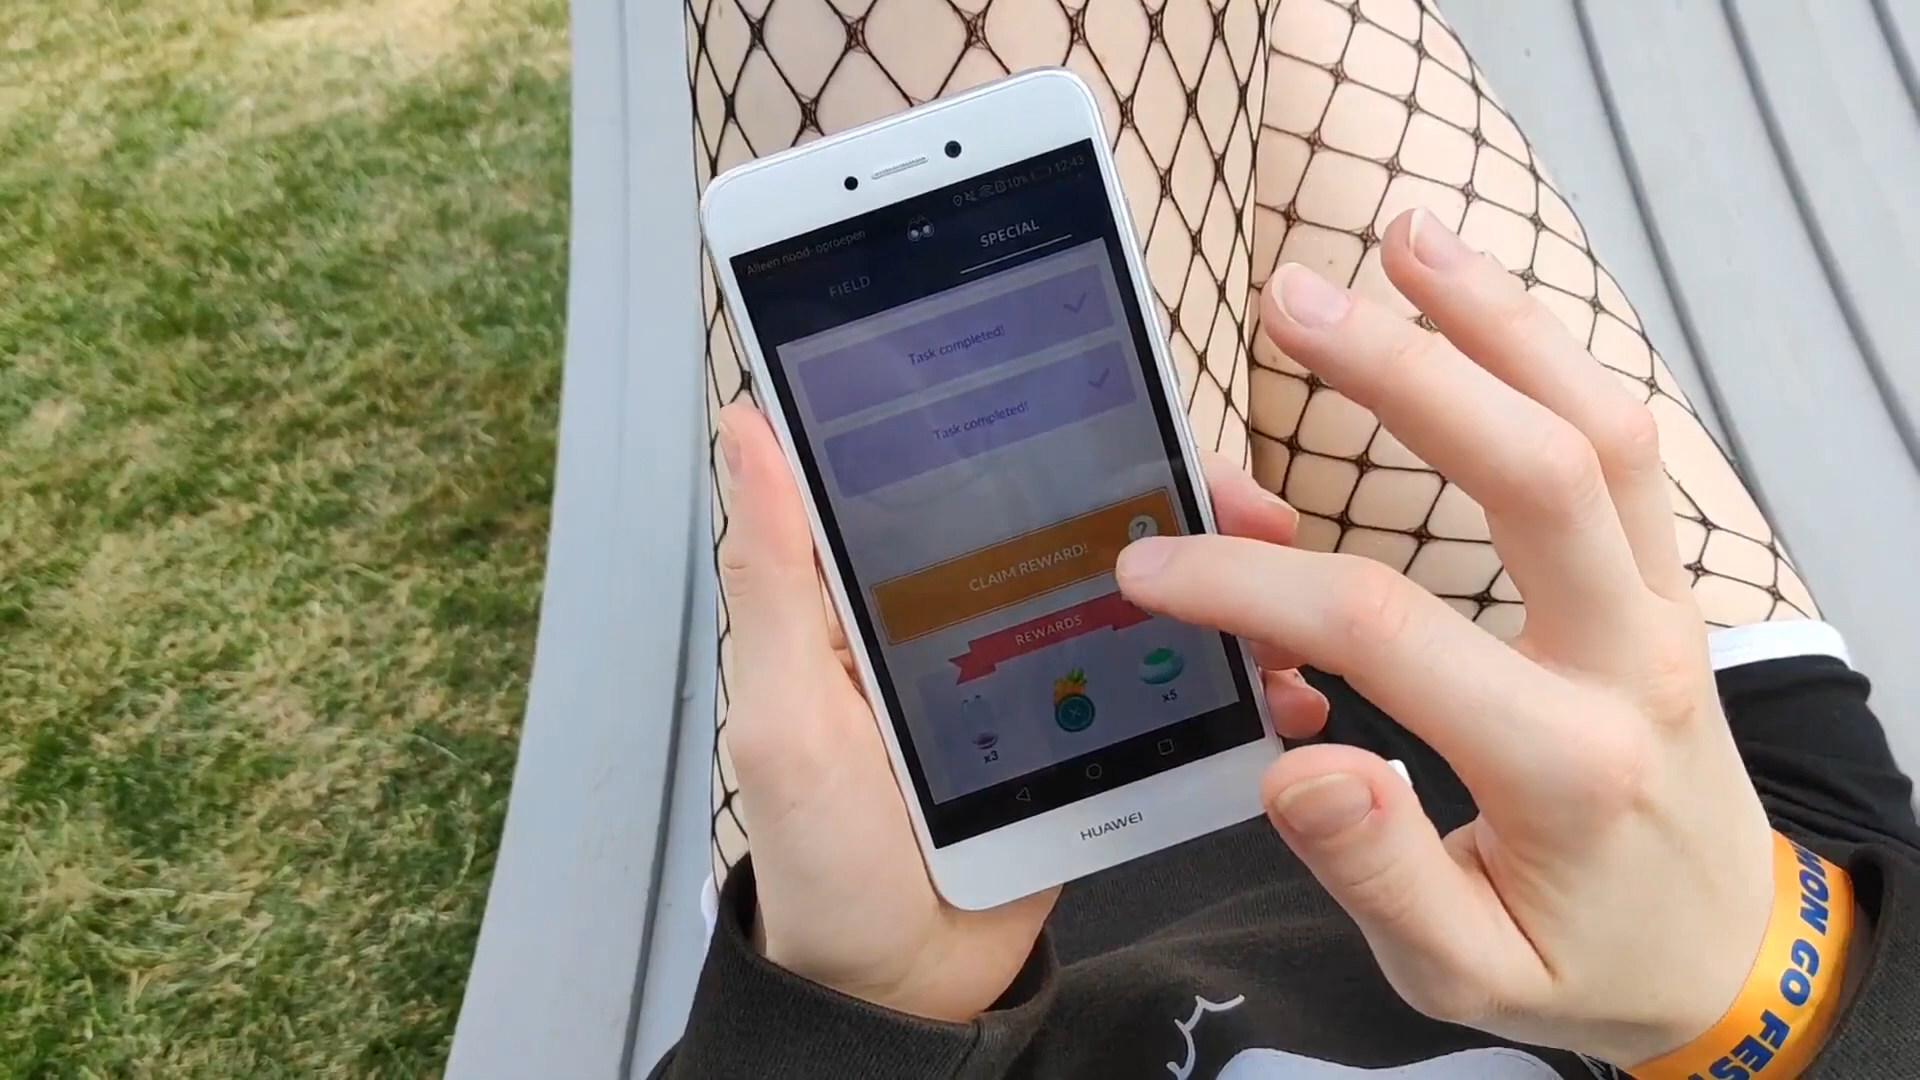 Alleen nood-oproepen
10% 12:43
FIELD
SPECIAL
Task completed!
Task completed!
CLAIM REWARD!
?
REWARDS
x3
x5
HUAWEI
MON GO FES